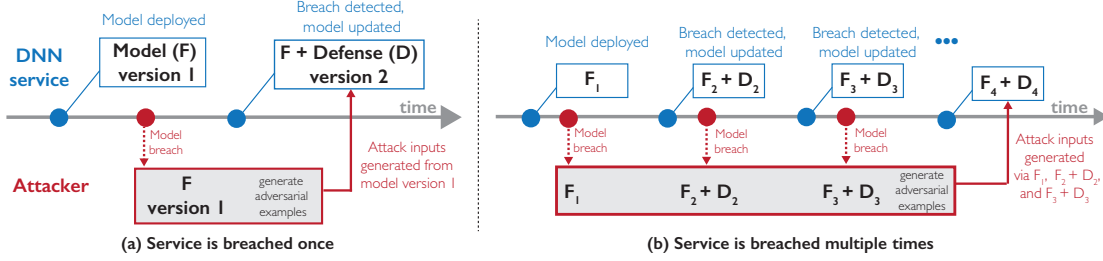 Model deployed
Breach detected,
model updated
DNN
service
Model (F)
version 1
F + Defense (D)
version 2
time
Model
breach
Attack inputs
generated from
model version 1
Attacker
F
version 1
generate
adversarial
examples
(a) Service is breached once
Model deployed
Breach detected,
model updated
Breach detected,
model updated
...
F1
F2 + D2
F3 + D3
F4 + D4
time
Model
breach
Model
breach
Model
breach
Attack inputs
generated
via F1, F2 + D2,
and F3 + D3
F1
F2 + D2
F3 + D3
generate
adversarial
examples
(b) Service is breached multiple times